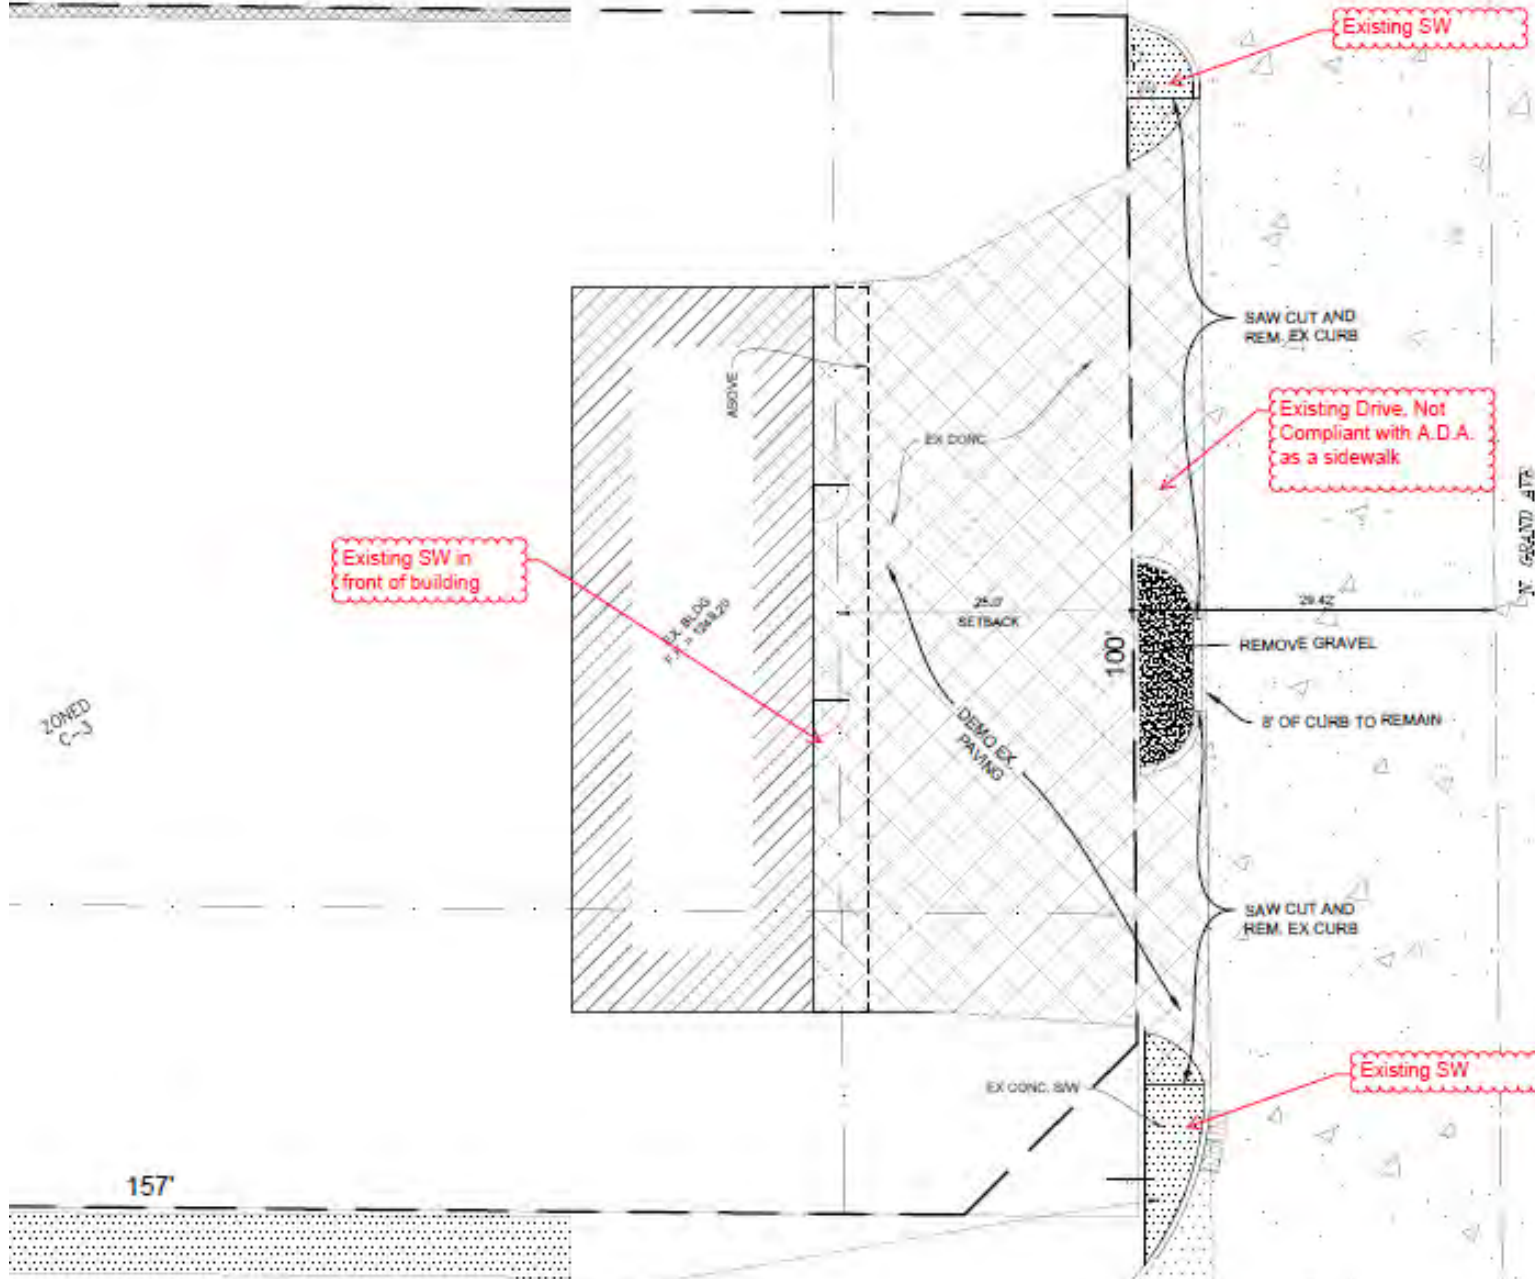 Existing SW
SAW CUT AND
REM. EX CURB
ABOVE
Existing Drive, Not
Compliant with A.D.A.
as a sidewalk
EX CONC
N GRAND AVE
Existing SW in
front of building
25.0'
SETBACK
29.42'
EX. BLDG
100'
REMOVE GRAVEL
ZONED
C-3
8' OF CURB TO REMAIN
DEMO EX.
PAVING
SAW CUT AND
REM. EX CURB
Existing SW
EX CONC. S/W
157'